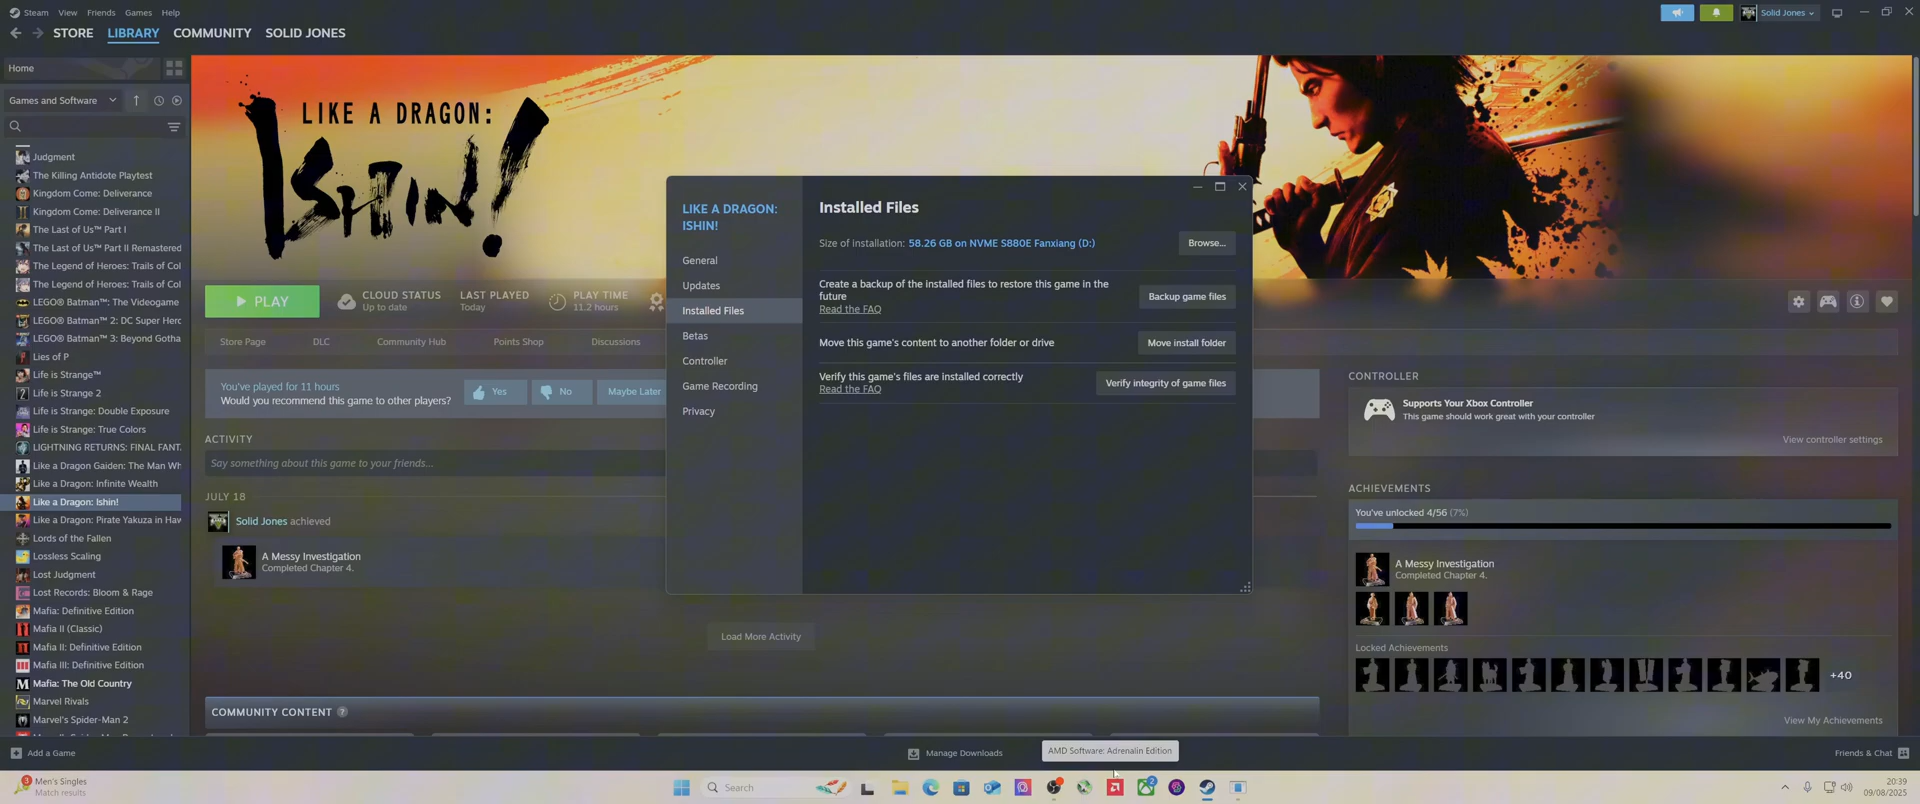 Steam View Friends Games Help
Solid Jones
STORE LIBRARY COMMUNITY SOLID JONES
Home
Games and Software
Judgment
The Killing Antidote Playtest
Kingdom Come: Deliverance
Kingdom Come: Deliverance II
The Last of Us™ Part I
The Last of Us™ Part II Remastered
The Legend of Heroes: Trails of Col
The Legend of Heroes: Trails of Col
LEGO® Batman™: The Videogame
LEGO® Batman™ 2: DC Super Herc
LEGO® Batman™ 3: Beyond Gotha
Lies of P
Life is Strange™
Life is Strange 2
Life is Strange: Double Exposure
Life is Strange: True Colors
LIGHTNING RETURNS: FINAL FANT.
Like a Dragon Gaiden: The Man Wh
Like a Dragon: Infinite Wealth
Like a Dragon: Ishin!
Like a Dragon: Pirate Yakuza in Haw
Lords of the Fallen
Lossless Scaling
Lost Judgment
Lost Records: Bloom & Rage
Mafia: Definitive Edition
Mafia II (Classic)
Mafia II: Definitive Edition
Mafia III: Definitive Edition
Mafia: The Old Country
Marvel Rivals
Marvel's Spider-Man 2
Add a Game
LIKE A DRAGON:
ISHIN!
PLAY
CLOUD STATUS
Up to date
LAST PLAYED
Today
PLAY TIME
11.2 hours
Store Page DLC Community Hub Points Shop Discussions
You've played for 11 hours
Would you recommend this game to other players?
Yes No Maybe Later
ACTIVITY
Say something about this game to your friends...
JULY 18
Solid Jones achieved
A Messy Investigation
Completed Chapter 4.
Load More Activity
COMMUNITY CONTENT ?
LIKE A DRAGON:
ISHIN!
General
Updates
Installed Files
Betas
Controller
Game Recording
Privacy
Installed Files
Size of installation: 58.26 GB on NVME S880E Fanxiang (D:)
Browse...
Create a backup of the installed files to restore this game in the
future
Read the FAQ
Backup game files
Move this game's content to another folder or drive
Move install folder
Verify this game's files are installed correctly
Read the FAQ
Verify integrity of game files
CONTROLLER
Supports Your Xbox Controller
This game should work great with your controller
View controller settings
ACHIEVEMENTS
You've unlocked 4/56 (7%)
A Messy Investigation
Completed Chapter 4.
Locked Achievements
+40
View My Achievements
Manage Downloads
AMD Software: Adrenalin Edition
Friends & Chat
3
Men's Singles
Match results
Search
2
20:39
09/08/2025